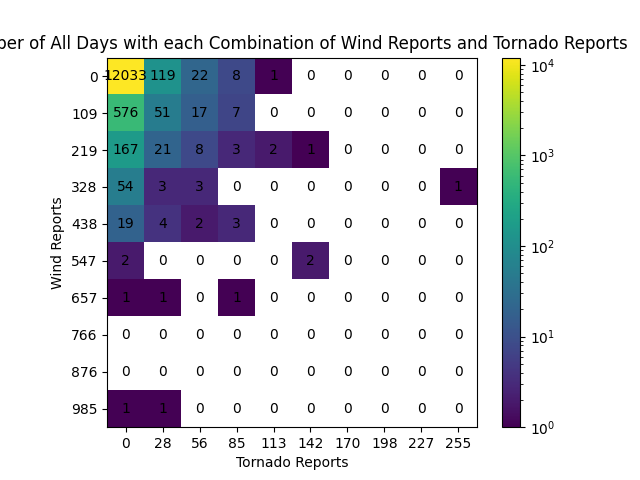 of All Days with each Combination of Wind Reports and Tornado Reports
0 12033 119 22 8 1 0 0 0 0 0
109 576 51 17 7 0 0 0 0 0 0
219 167 21 8 3 2 1 0 0 0 0
328 54 3 3 0 0 0 0 0 0 1
438 19 4 2 3 0 0 0 0 0 0
547 2 0 0 0 0 2 0 0 0 0
657 1 1 0 1 0 0 0 0 0 0
766 0 0 0 0 0 0 0 0 0 0
876 0 0 0 0 0 0 0 0 0 0
985 1 1 0 0 0 0 0 0 0 0
0 28 56 85 113 142 170 198 227 255
Tornado Reports
Wind Reports
10⁴
10³
10²
10¹
10⁰